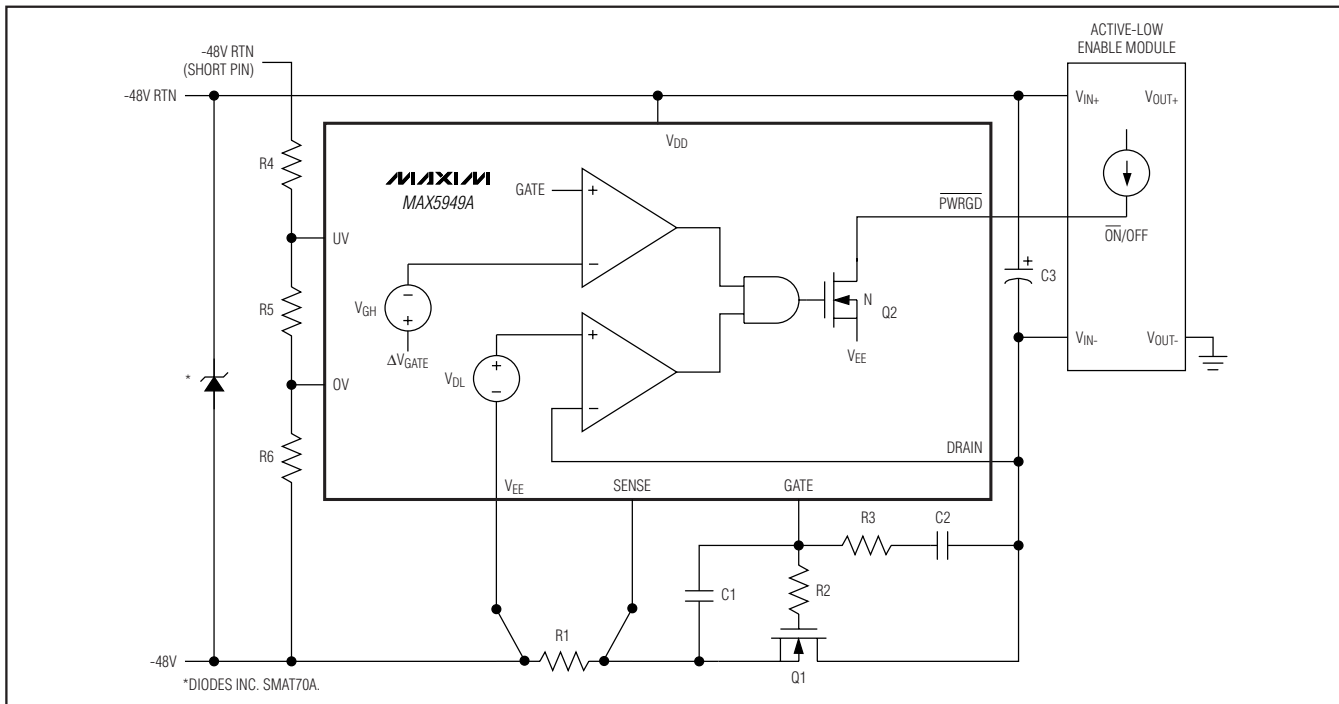 ACTIVE-LOW
ENABLE MODULE
-48V RTN
(SHORT PIN)
-48V RTN
VIN+
VOUT+
VDD
R4
MAXIM
MAX5949A
GATE
+
−
PWRGD
ON/OFF
UV
+
C3
VGH
−
+
N
Q2
R5
ΔVGATE
VEE
VIN-
VOUT-
+
−
VDL
+
−
*
OV
DRAIN
R6
VEE
SENSE
GATE
R3
C2
C1
R2
R1
-48V
Q1
*DIODES INC. SMAT70A.